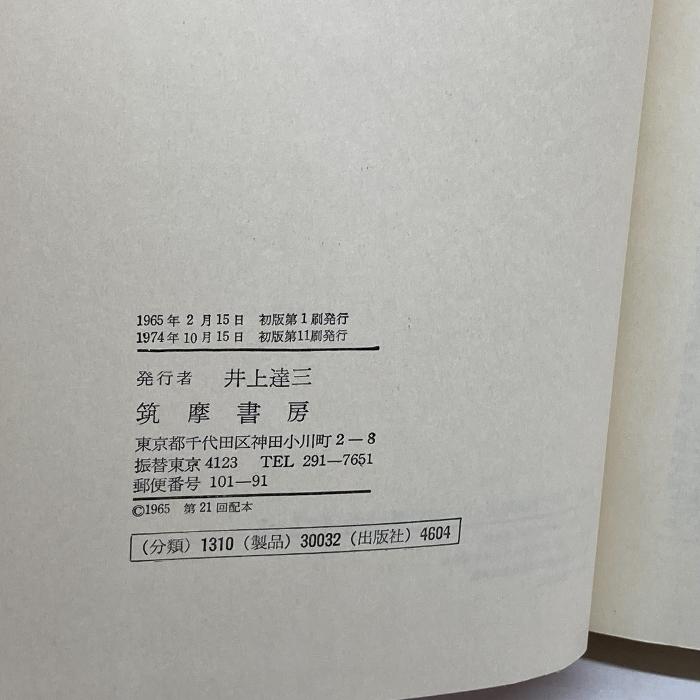 1965年2月15日 初版第1刷発行
1974年10月15日 初版第11刷発行
発行者 井上達三
筑摩書房
東京都千代田区神田小川町2―8
振替東京4123 TEL 291―7651
郵便番号 101―91
©1965 第21回配本
(分類) 1310 (製品) 30032 (出版社) 4604